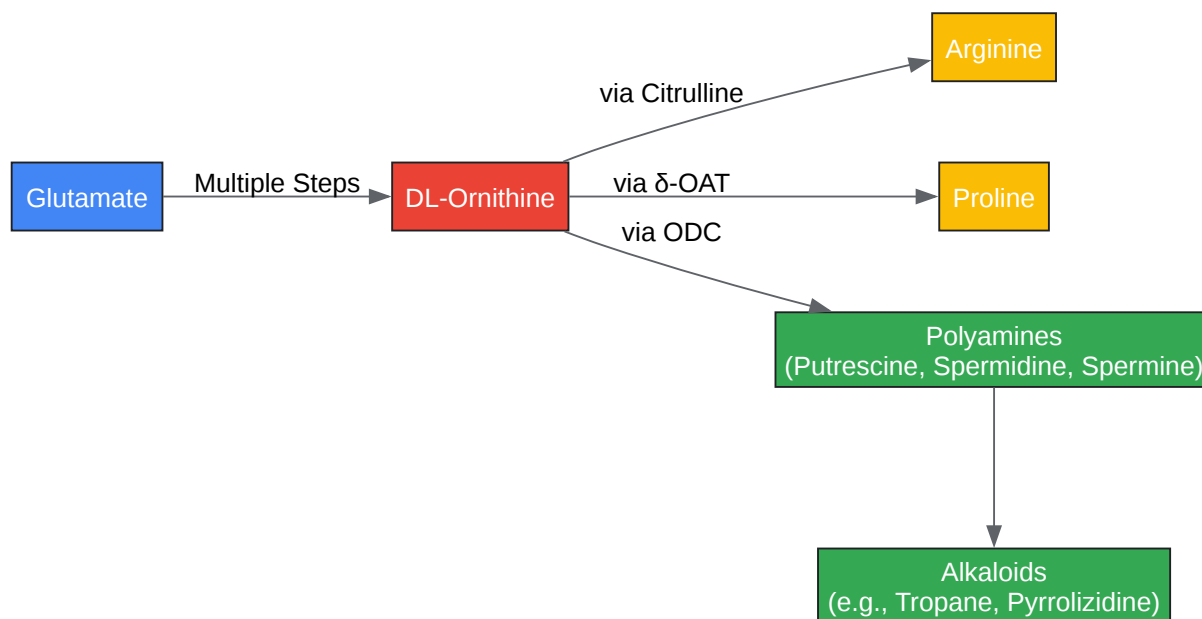 Arginine
via Citrulline
Glutamate
Multiple Steps
DL-Ornithine
via δ-OAT
Proline
via ODC
Polyamines
(Putrescine, Spermidine, Spermine)
Alkaloids
(e.g., Tropane, Pyrrolizidine)